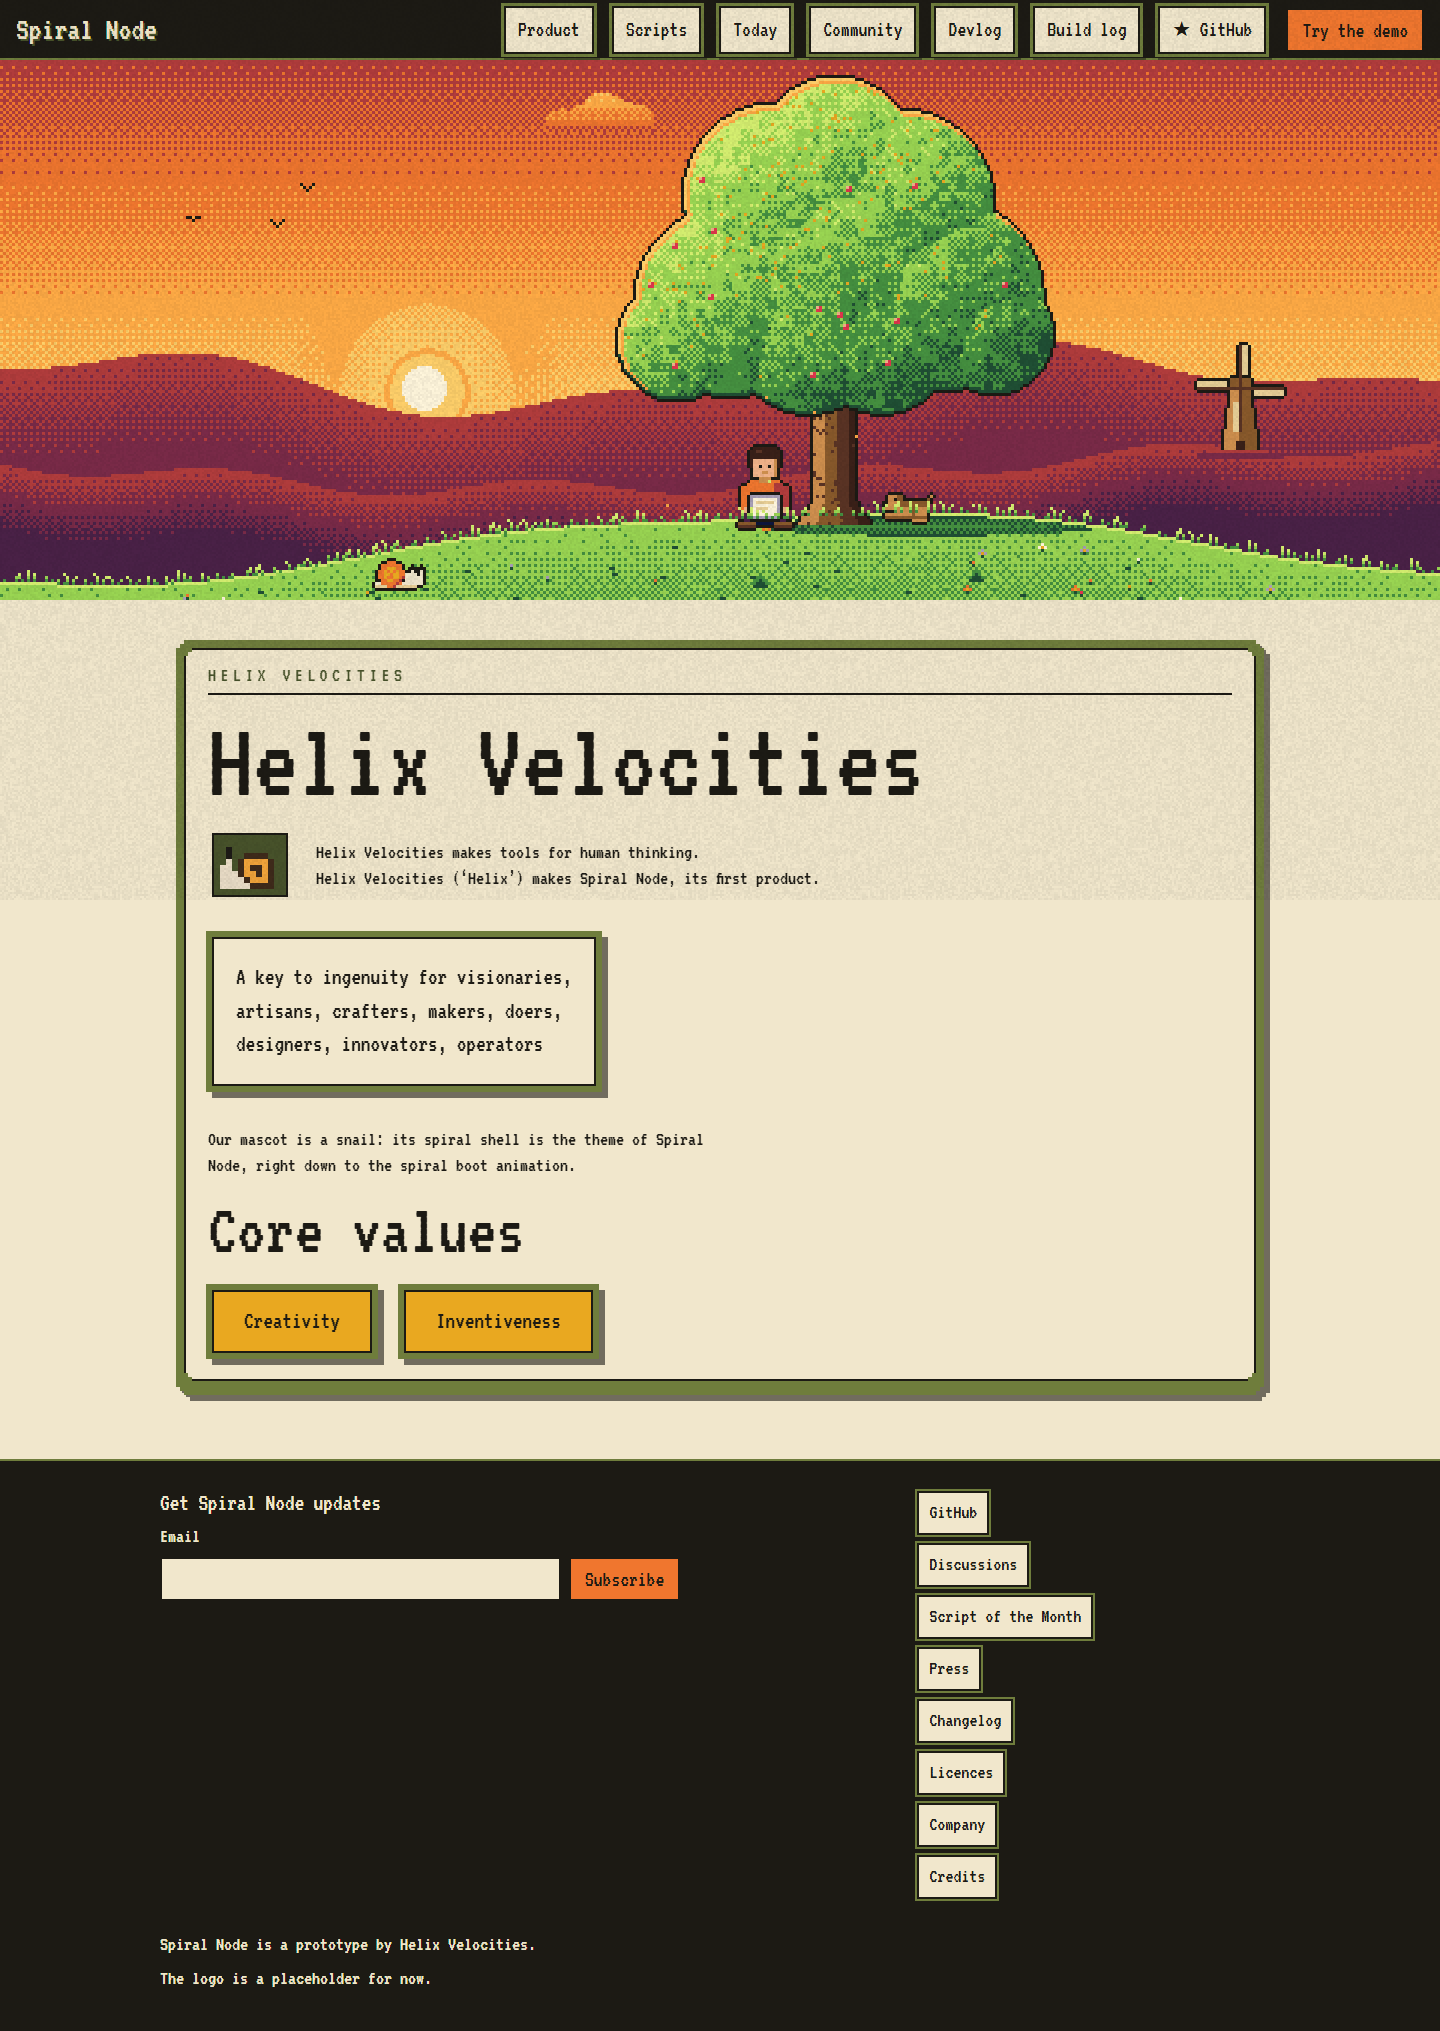 Spiral Node
Product
Scripts
Today
Community
Devlog
Build log
★ GitHub
Try the demo
HELIX VELOCITIES
Helix Velocities
Helix Velocities makes tools for human thinking.
Helix Velocities (‘Helix’) makes Spiral Node, its first product.
A key to ingenuity for visionaries,
artisans, crafters, makers, doers,
designers, innovators, operators
Our mascot is a snail: its spiral shell is the theme of Spiral
Node, right down to the spiral boot animation.
Core values
Creativity
Inventiveness
Get Spiral Node updates
Email
Subscribe
GitHub
Discussions
Script of the Month
Press
Changelog
Licences
Company
Credits
Spiral Node is a prototype by Helix Velocities.
The logo is a placeholder for now.